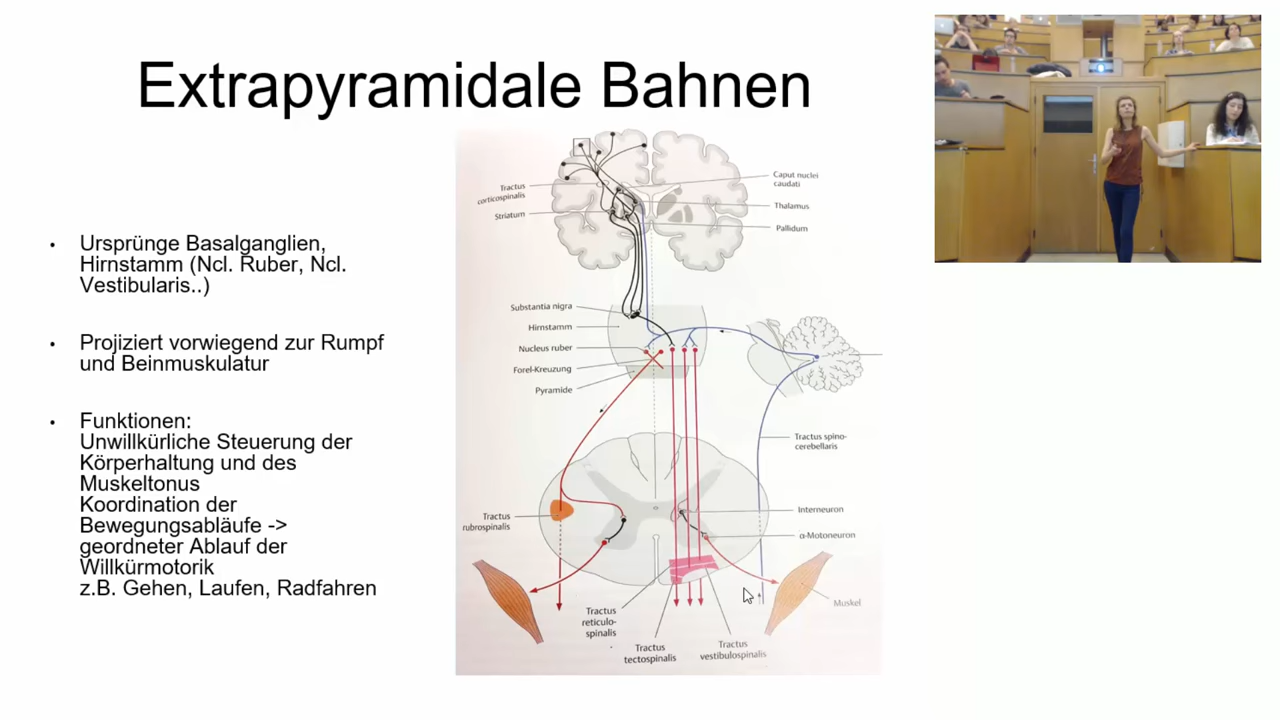 Extrapyramidale Bahnen
• Ursprünge Basalganglien,
Hirnstamm (Ncl. Ruber, Ncl.
Vestibularis..)
• Projiziert vorwiegend zur Rumpf
und Beinmuskulatur
• Funktionen:
Unwillkürliche Steuerung der
Körperhaltung und des
Muskeltonus
Koordination der
Bewegungsabläufe ->
geordneter Ablauf der
Willkürmotorik
z.B. Gehen, Laufen, Radfahren
Tractus
corticospinalis
Striatum
Caput nuclei
caudati
Thalamus
Pallidum
Substantia nigra
Hirnstamm
Nucleus ruber
Forel-Kreuzung
Pyramide
Tractus spino-
cerebellaris
Tractus
rubrospinalis
Interneuron
α-Motoneuron
Muskel
Tractus
reticulo-
spinalis
Tractus
tectospinalis
Tractus
vestibulospinalis